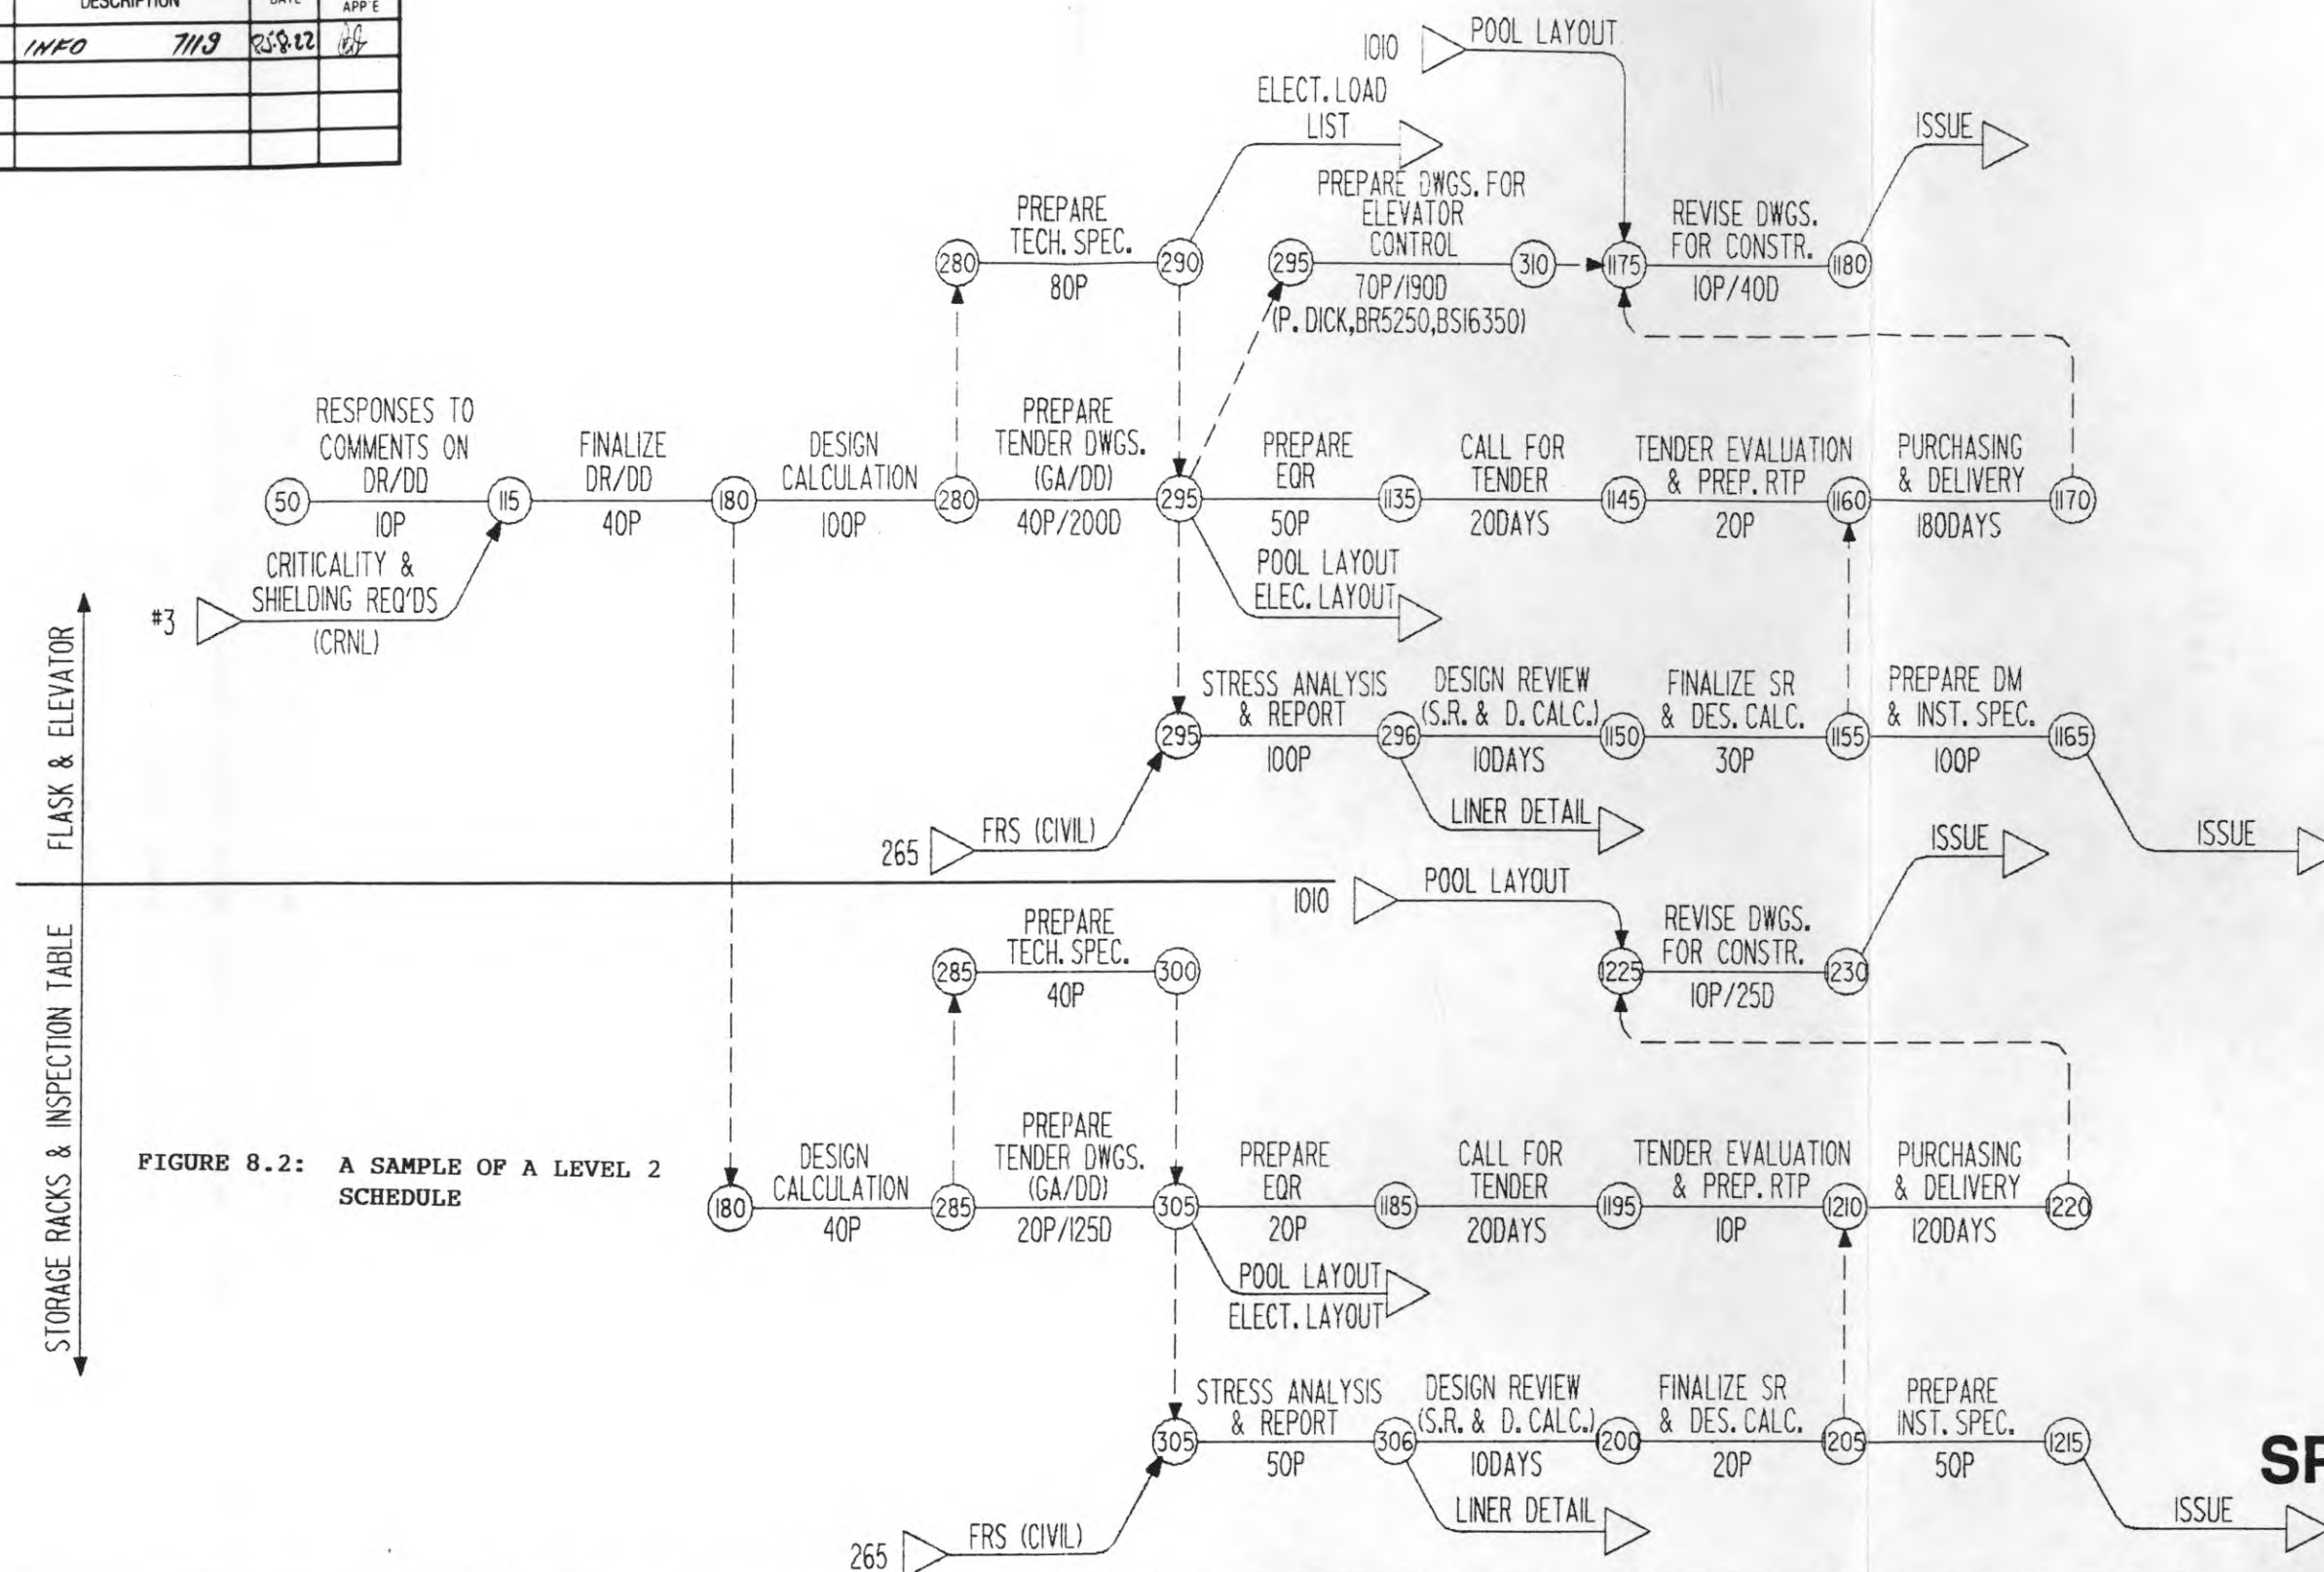 DESCRIPTION DATE APP'E
INFO 7119 85.8.22
1010 POOL LAYOUT
ELECT. LOAD
LIST
ISSUE
PREPARE
TECH. SPEC.
280 290
80P
PREPARE DWGS. FOR
ELEVATOR
CONTROL
295 310
70P/190D
(P. DICK, BR5250, BSI6350)
REVISE DWGS.
FOR CONSTR.
1175 1180
10P/40D
RESPONSES TO
COMMENTS ON
DR/DD
50 115
10P
FINALIZE
DR/DD
40P
180
DESIGN
CALCULATION
100P
280
PREPARE
TENDER DWGS.
(GA/DD)
40P/200D
295
PREPARE
EQR
50P
1135
CALL FOR
TENDER
20DAYS
1145
TENDER EVALUATION
& PREP. RTP
20P
1160
PURCHASING
& DELIVERY
180DAYS
1170
#3
CRITICALITY &
SHIELDING REQ'DS
(CRNL)
POOL LAYOUT
ELEC. LAYOUT
FLASK & ELEVATOR
STRESS ANALYSIS
& REPORT
295 296
100P
DESIGN REVIEW
(S.R. & D. CALC.)
10DAYS
1150
FINALIZE SR
& DES. CALC.
30P
1155
PREPARE DM
& INST. SPEC.
100P
1165
LINER DETAIL
265 FRS (CIVIL)
ISSUE
ISSUE
STORAGE RACKS & INSPECTION TABLE
1010 POOL LAYOUT
PREPARE
TECH. SPEC.
285 300
40P
REVISE DWGS.
FOR CONSTR.
1225 1230
10P/25D
FIGURE 8.2: A SAMPLE OF A LEVEL 2
SCHEDULE
180
DESIGN
CALCULATION
40P
285
PREPARE
TENDER DWGS.
(GA/DD)
20P/125D
305
PREPARE
EQR
20P
1185
CALL FOR
TENDER
20DAYS
1195
TENDER EVALUATION
& PREP. RTP
10P
1210
PURCHASING
& DELIVERY
120DAYS
1220
POOL LAYOUT
ELECT. LAYOUT
STRESS ANALYSIS
& REPORT
305 306
50P
DESIGN REVIEW
(S.R. & D. CALC.)
10DAYS
1200
FINALIZE SR
& DES. CALC.
20P
1205
PREPARE
INST. SPEC.
50P
1215
SP
LINER DETAIL
ISSUE
265 FRS (CIVIL)